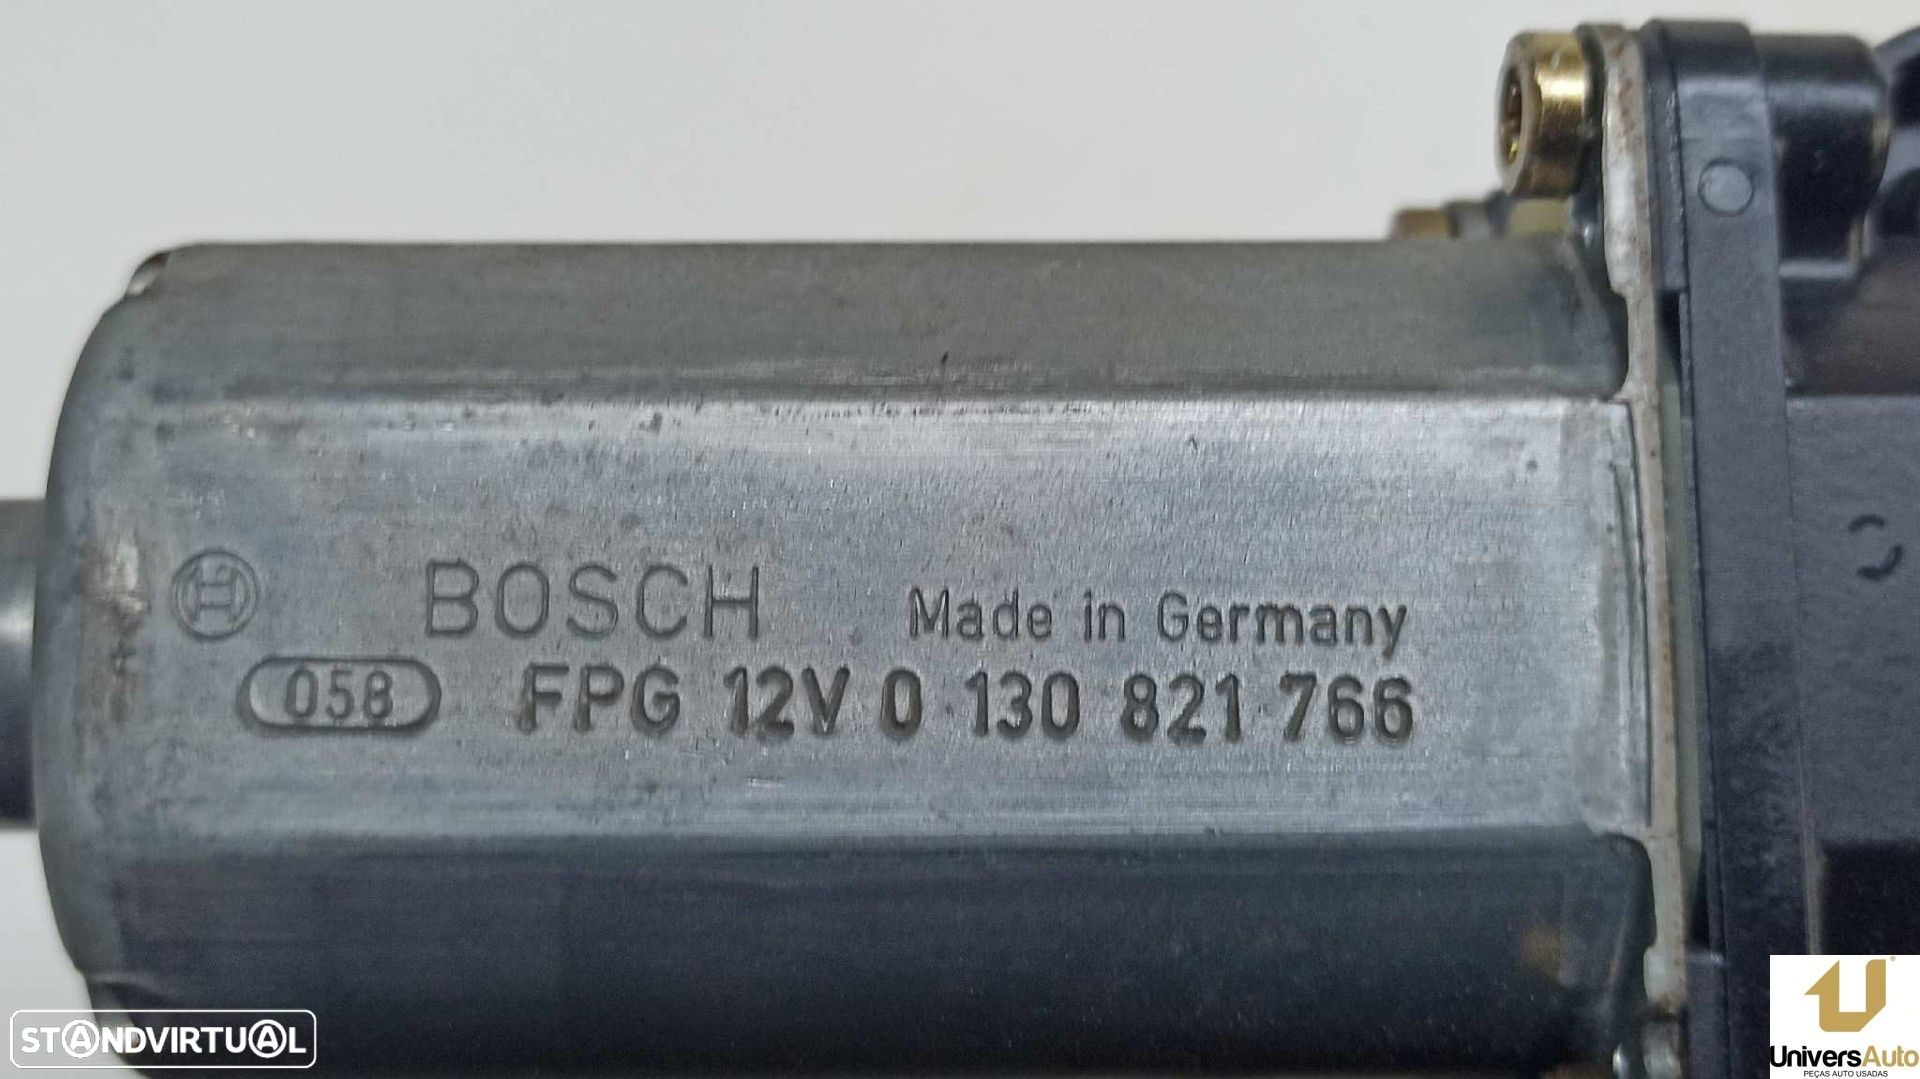 BOSCH Made in Germany
058 FPG 12V 0 130 821 766
STANDVIRTUAL
UniversAuto
PEÇAS AUTO USADAS